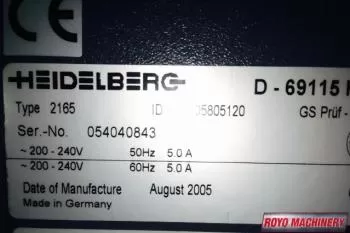 CE
HEIDELBERG D - 69115
Type 2165 ID 05805120
Ser.-No. 054040843 GS Prüf -
~ 200 - 240V 50Hz 5.0 A
~ 200 - 240V 60Hz 5.0 A
Date of Manufacture August 2005
Made in Germany
ROYO MACHINERY